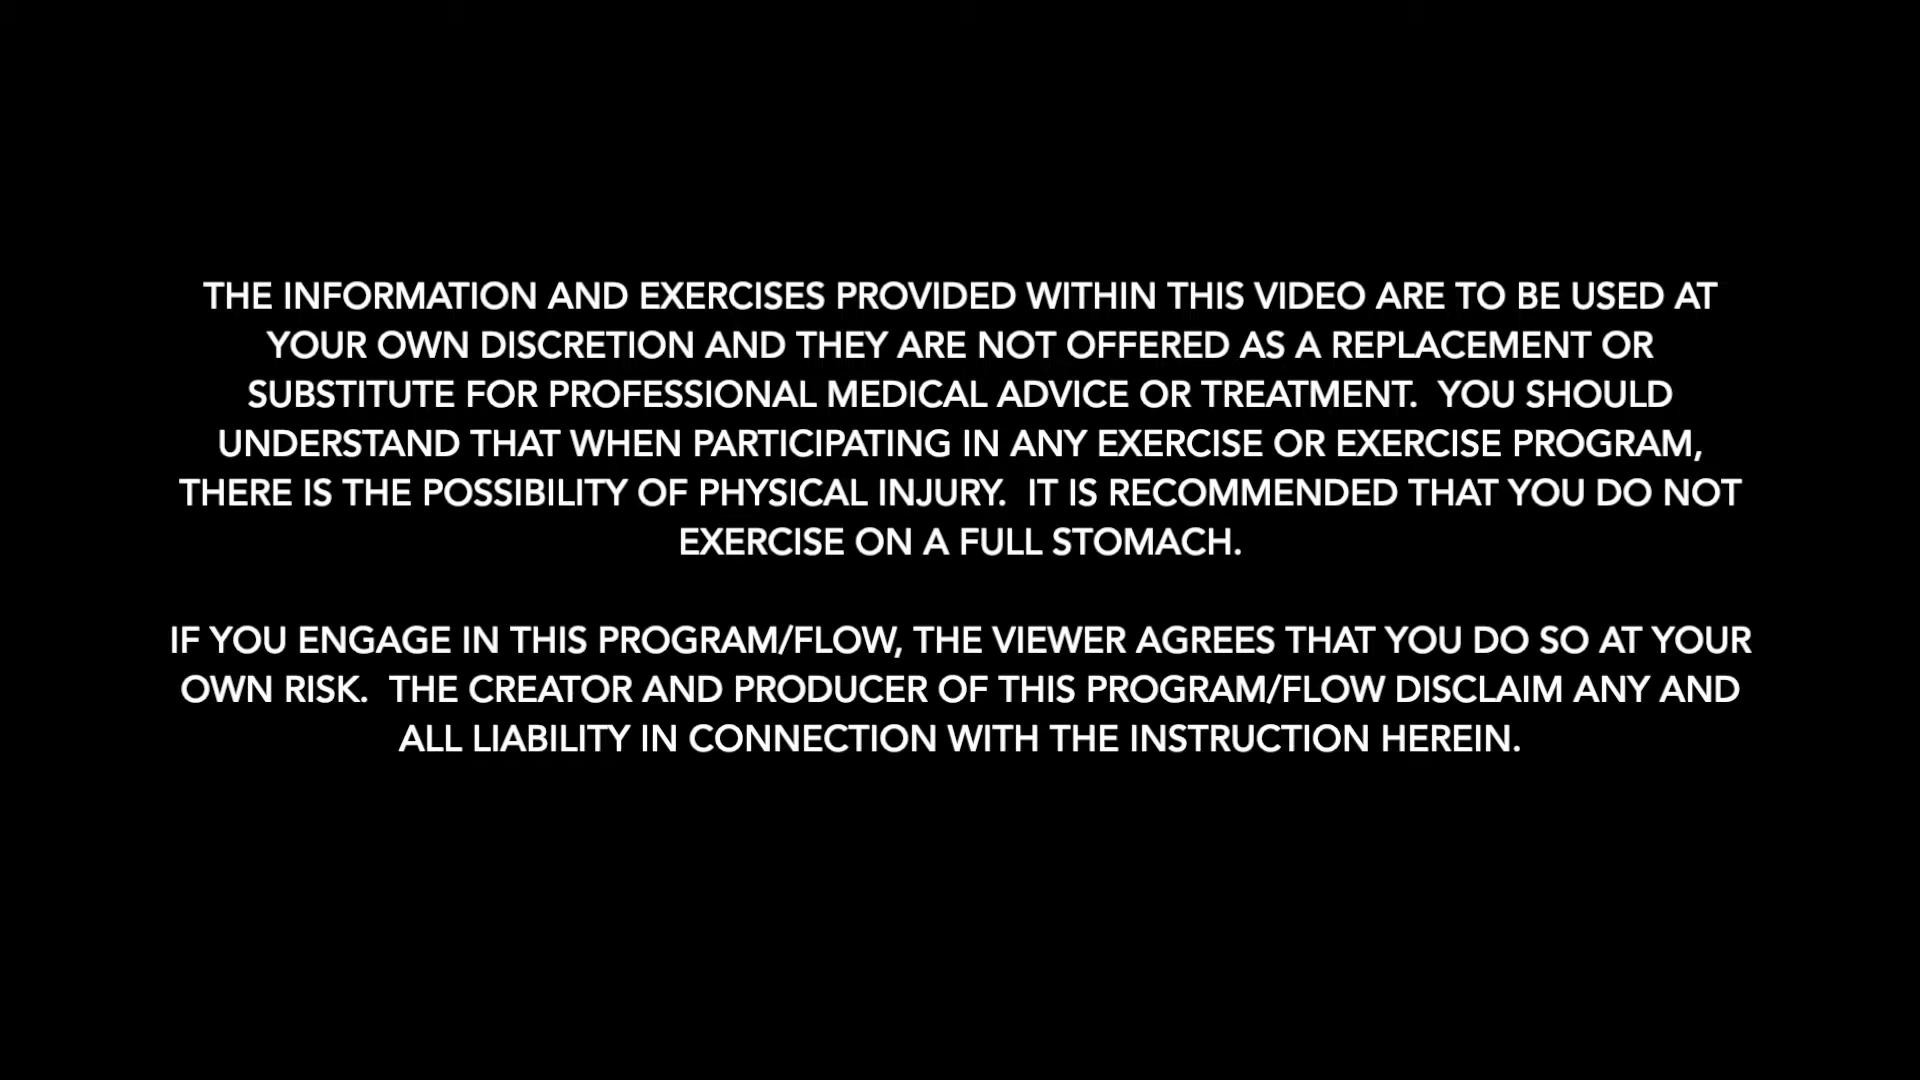 THE INFORMATION AND EXERCISES PROVIDED WITHIN THIS VIDEO ARE TO BE USED AT
YOUR OWN DISCRETION AND THEY ARE NOT OFFERED AS A REPLACEMENT OR
SUBSTITUTE FOR PROFESSIONAL MEDICAL ADVICE OR TREATMENT.  YOU SHOULD
UNDERSTAND THAT WHEN PARTICIPATING IN ANY EXERCISE OR EXERCISE PROGRAM,
THERE IS THE POSSIBILITY OF PHYSICAL INJURY.  IT IS RECOMMENDED THAT YOU DO NOT
EXERCISE ON A FULL STOMACH.
IF YOU ENGAGE IN THIS PROGRAM/FLOW, THE VIEWER AGREES THAT YOU DO SO AT YOUR
OWN RISK.  THE CREATOR AND PRODUCER OF THIS PROGRAM/FLOW DISCLAIM ANY AND
ALL LIABILITY IN CONNECTION WITH THE INSTRUCTION HEREIN.